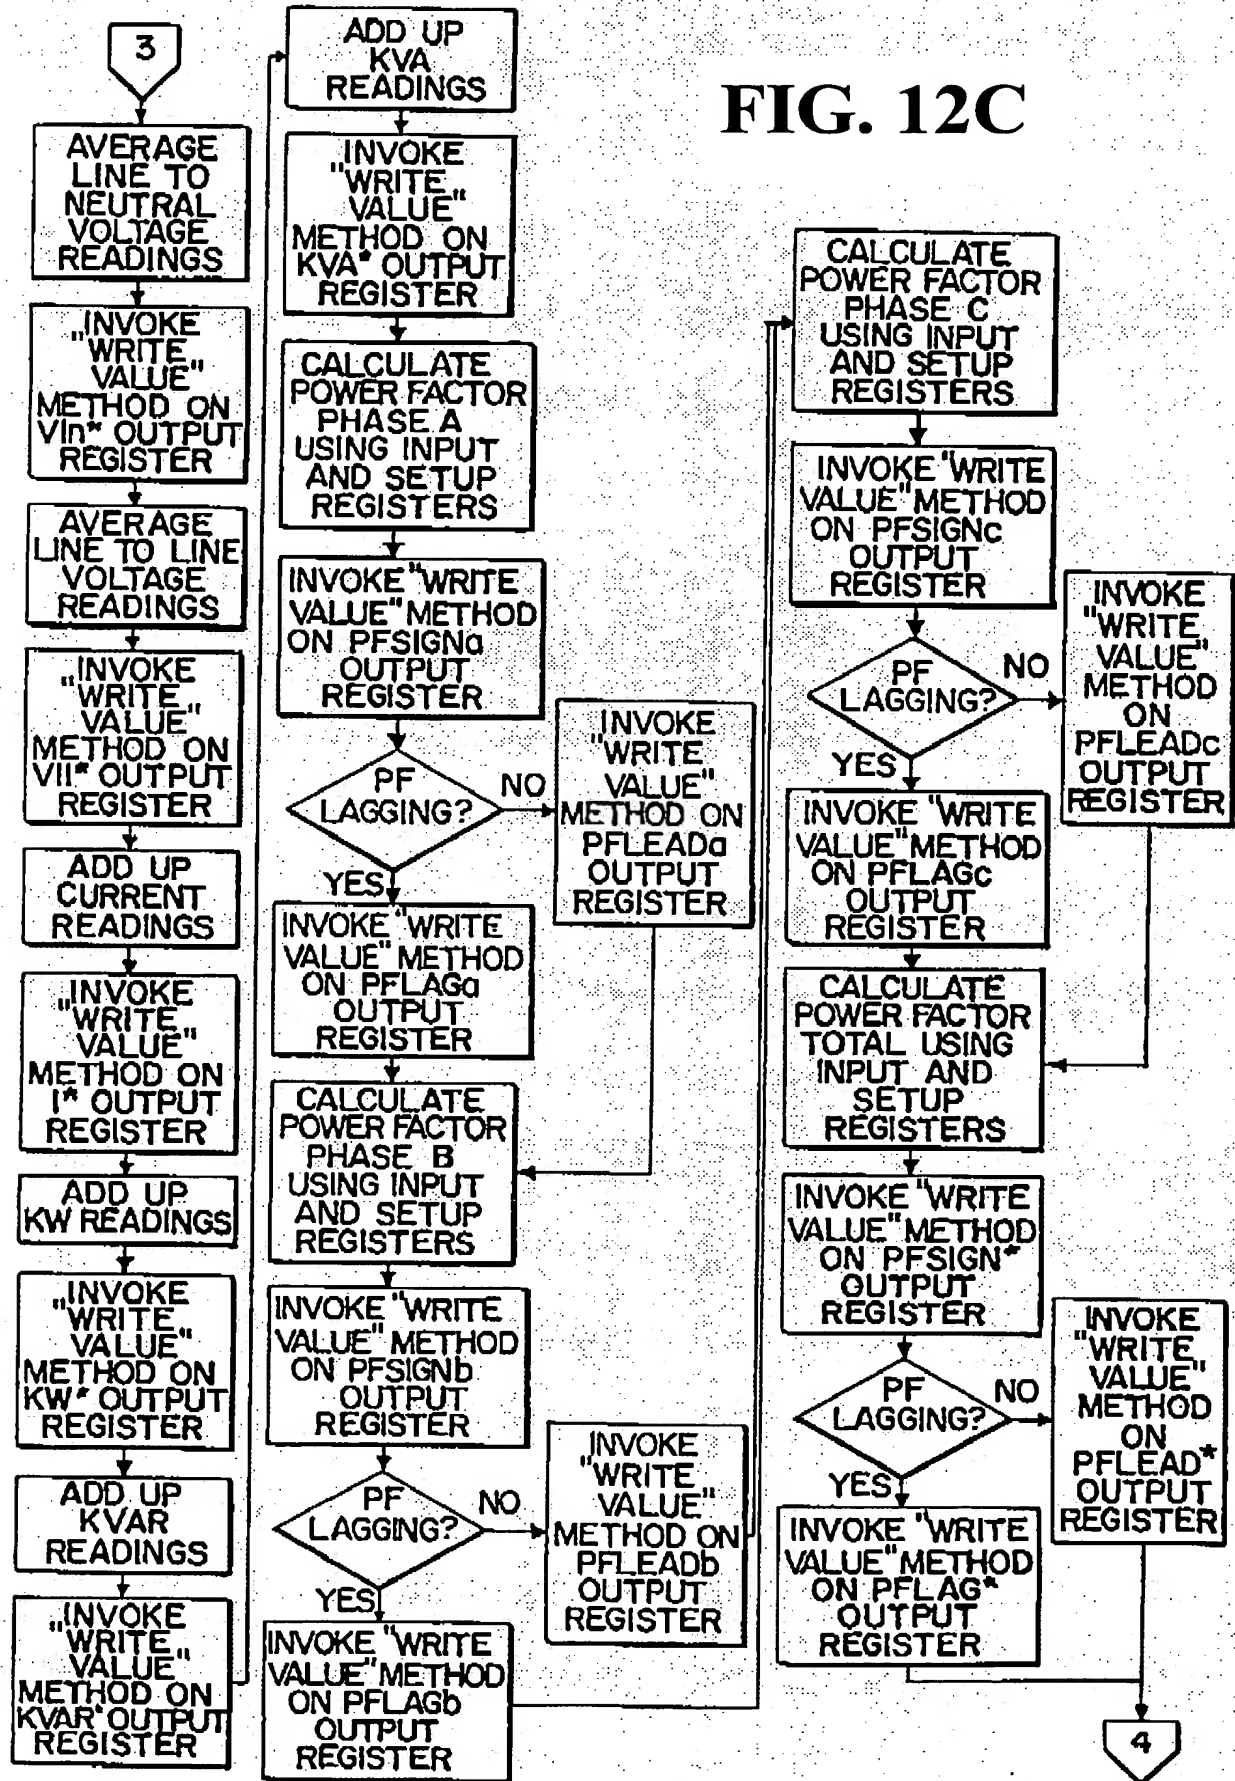 FIG. 12C
3
AVERAGE
LINE TO
NEUTRAL
VOLTAGE
READINGS
"INVOKE
"WRITE
VALUE"
METHOD ON
Vln* OUTPUT
REGISTER
AVERAGE
LINE TO LINE
VOLTAGE
READINGS
"INVOKE
"WRITE
VALUE"
METHOD ON
Vll* OUTPUT
REGISTER
ADD UP
CURRENT
READINGS
"INVOKE
"WRITE
VALUE"
METHOD ON
I* OUTPUT
REGISTER
ADD UP
KW READINGS
"INVOKE
"WRITE
VALUE"
METHOD ON
KW* OUTPUT
REGISTER
ADD UP
KVAR
READINGS
"INVOKE
"WRITE
VALUE"
METHOD ON
KVAR* OUTPUT
REGISTER
ADD UP
KVA
READINGS
"INVOKE
"WRITE
VALUE"
METHOD ON
KVA* OUTPUT
REGISTER
CALCULATE
POWER FACTOR
PHASE A
USING INPUT
AND SETUP
REGISTERS
INVOKE "WRITE
VALUE" METHOD
ON PFSIGNa
OUTPUT
REGISTER
PF
LAGGING?
NO
YES
INVOKE
"WRITE
VALUE"
METHOD ON
PFLEADa
OUTPUT
REGISTER
INVOKE "WRITE
VALUE" METHOD
ON PFLAGa
OUTPUT
REGISTER
CALCULATE
POWER FACTOR
PHASE B
USING INPUT
AND SETUP
REGISTERS
INVOKE "WRITE
VALUE" METHOD
ON PFSIGNb
OUTPUT
REGISTER
PF
LAGGING?
NO
YES
INVOKE
"WRITE
VALUE"
METHOD ON
PFLEADb
OUTPUT
REGISTER
INVOKE "WRITE
VALUE" METHOD
ON PFLAGb
OUTPUT
REGISTER
CALCULATE
POWER FACTOR
PHASE C
USING INPUT
AND SETUP
REGISTERS
INVOKE "WRITE
VALUE" METHOD
ON PFSIGNc
OUTPUT
REGISTER
PF
LAGGING?
NO
YES
INVOKE
"WRITE
VALUE"
METHOD
ON
PFLEADc
OUTPUT
REGISTER
INVOKE "WRITE
VALUE" METHOD
ON PFLAGc
OUTPUT
REGISTER
CALCULATE
POWER FACTOR
TOTAL USING
INPUT AND
SETUP
REGISTERS
INVOKE "WRITE
VALUE" METHOD
ON PFSIGN*
OUTPUT
REGISTER
PF
LAGGING?
NO
YES
INVOKE
"WRITE
VALUE"
METHOD
ON
PFLEAD*
OUTPUT
REGISTER
INVOKE "WRITE
VALUE" METHOD
ON PFLAG*
OUTPUT
REGISTER
4